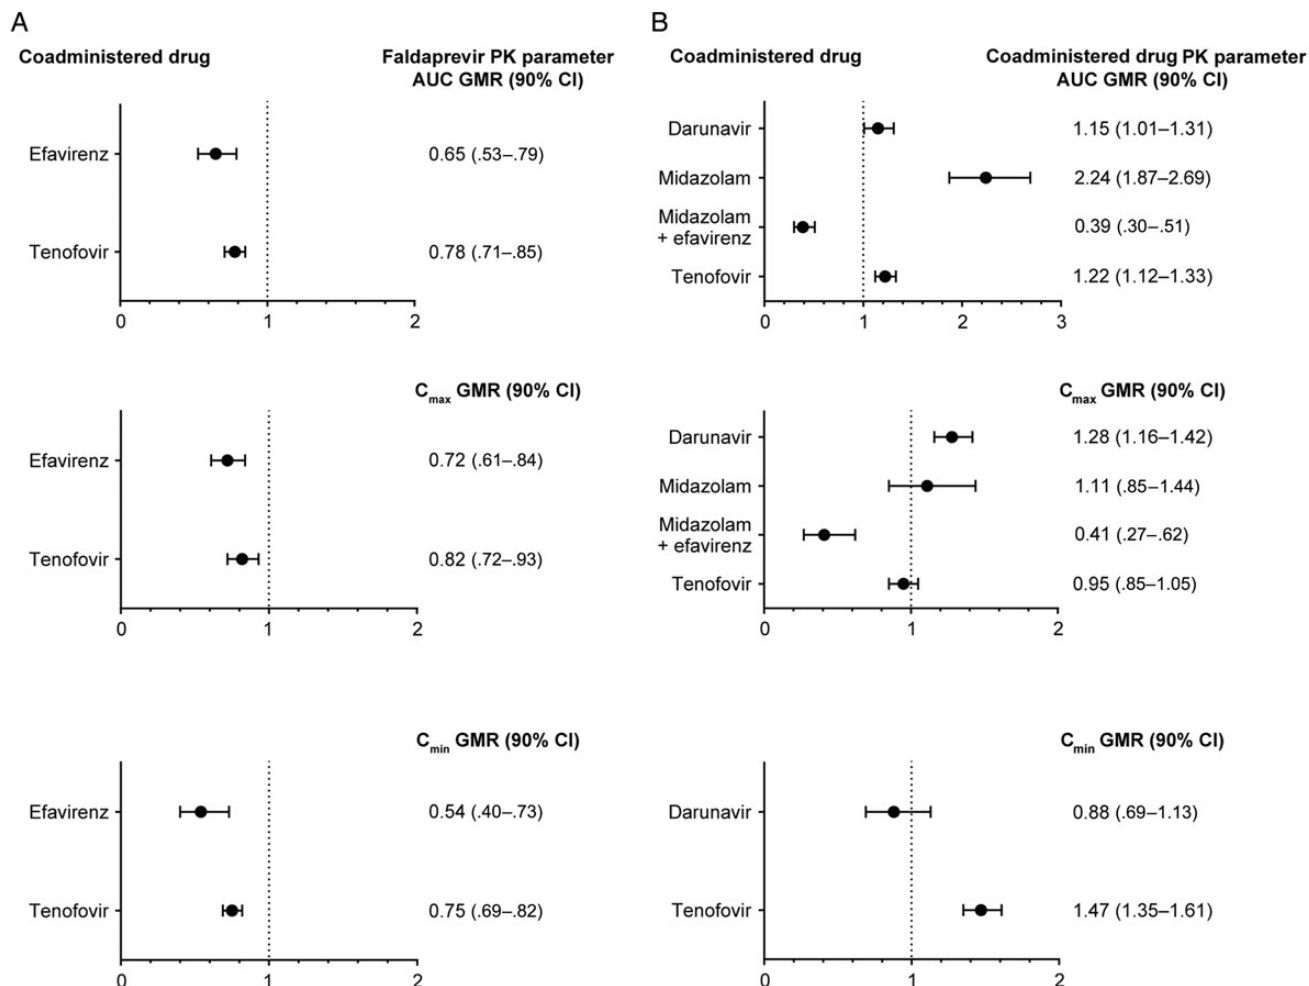 A
Coadministered drug
Faldaprevir PK parameter
AUC GMR (90% CI)
Efavirenz
0.65 (.53–.79)
Tenofovir
0.78 (.71–.85)
0 1 2
C max GMR (90% CI)
Efavirenz
0.72 (.61–.84)
Tenofovir
0.82 (.72–.93)
0 1 2
C min GMR (90% CI)
Efavirenz
0.54 (.40–.73)
Tenofovir
0.75 (.69–.82)
0 1 2
B
Coadministered drug
Coadministered drug PK parameter
AUC GMR (90% CI)
Darunavir
1.15 (1.01–1.31)
Midazolam
2.24 (1.87–2.69)
Midazolam
+ efavirenz
0.39 (.30–.51)
Tenofovir
1.22 (1.12–1.33)
0 1 2 3
C max GMR (90% CI)
Darunavir
1.28 (1.16–1.42)
Midazolam
1.11 (.85–1.44)
Midazolam
+ efavirenz
0.41 (.27–.62)
Tenofovir
0.95 (.85–1.05)
0 1 2
C min GMR (90% CI)
Darunavir
0.88 (.69–1.13)
Tenofovir
1.47 (1.35–1.61)
0 1 2